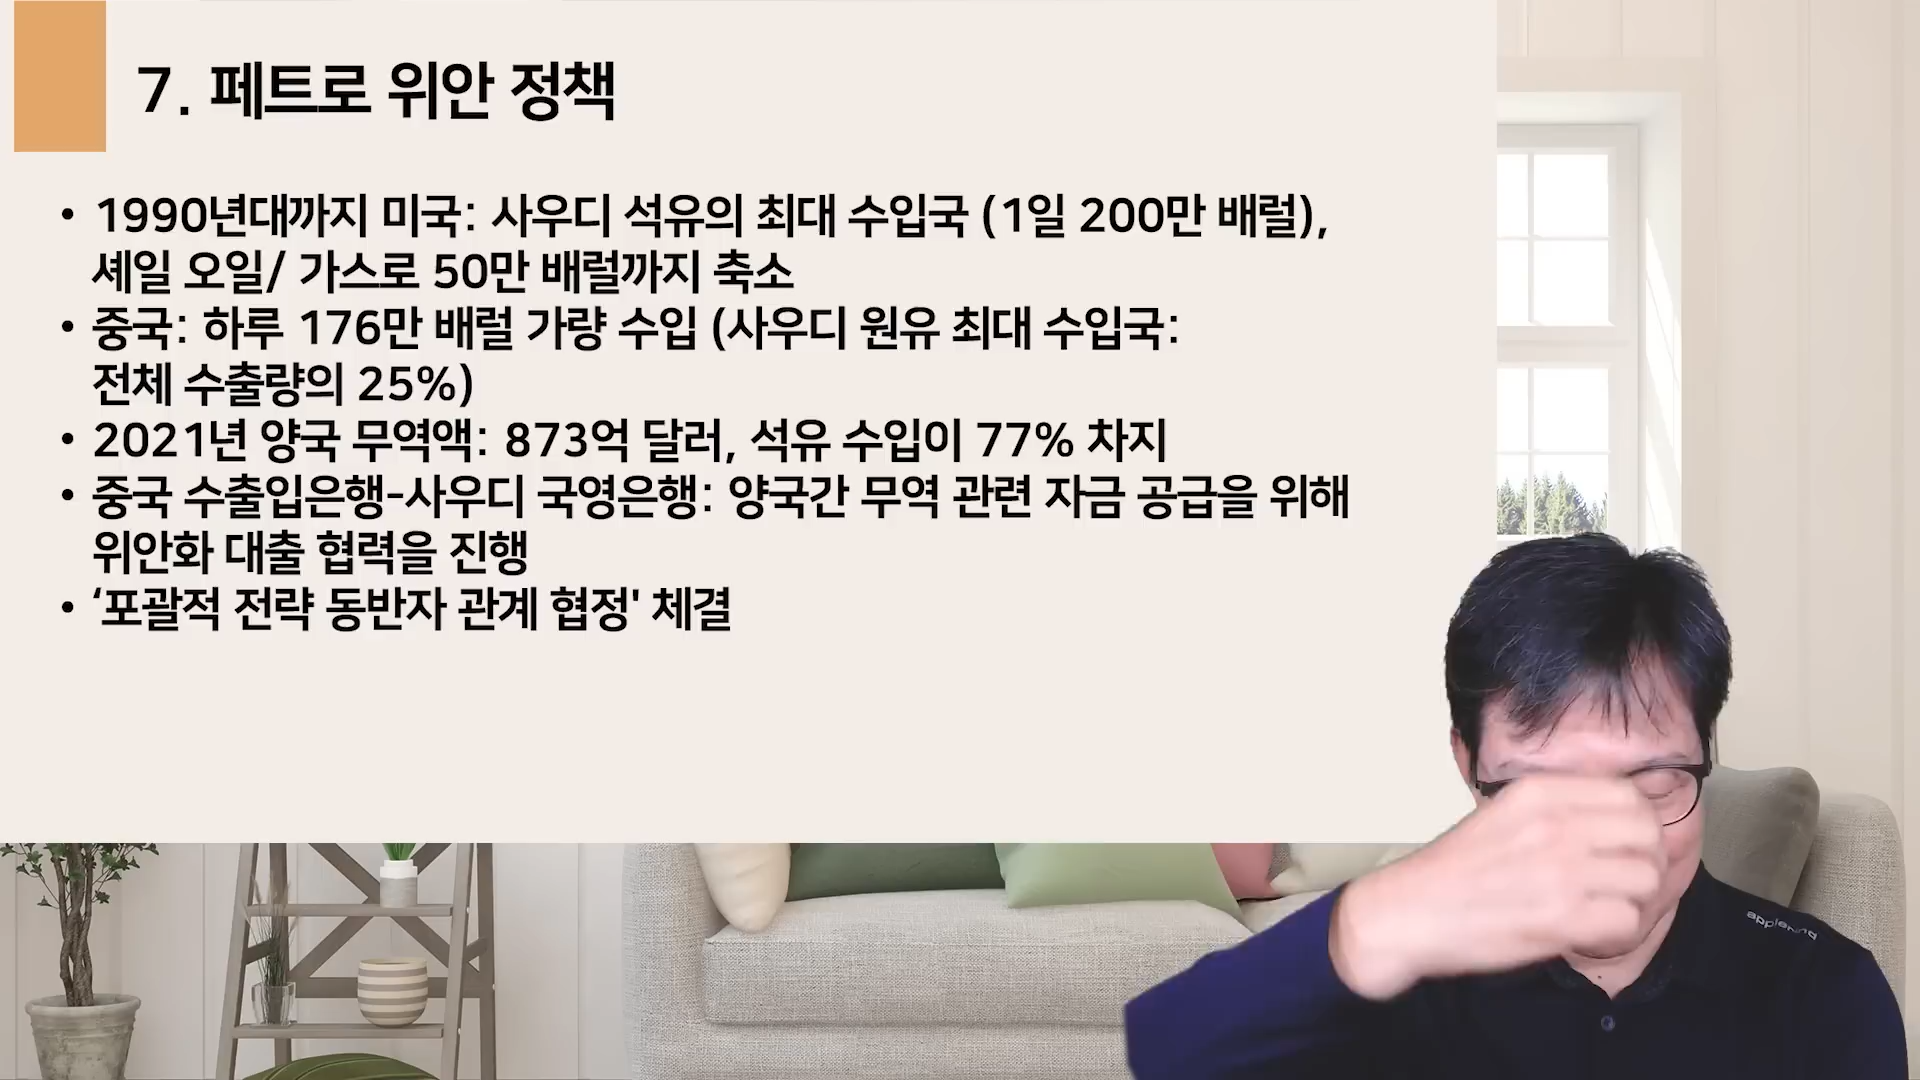 7. 페트로 위안 정책
• 1990년대까지 미국: 사우디 석유의 최대 수입국 (1일 200만 배럴),
셰일 오일/ 가스로 50만 배럴까지 축소
• 중국: 하루 176만 배럴 가량 수입 (사우디 원유 최대 수입국:
전체 수출량의 25%)
• 2021년 양국 무역액: 873억 달러, 석유 수입이 77% 차지
• 중국 수출입은행-사우디 국영은행: 양국간 무역 관련 자금 공급을 위해
위안화 대출 협력을 진행
• ‘포괄적 전략 동반자 관계 협정' 체결